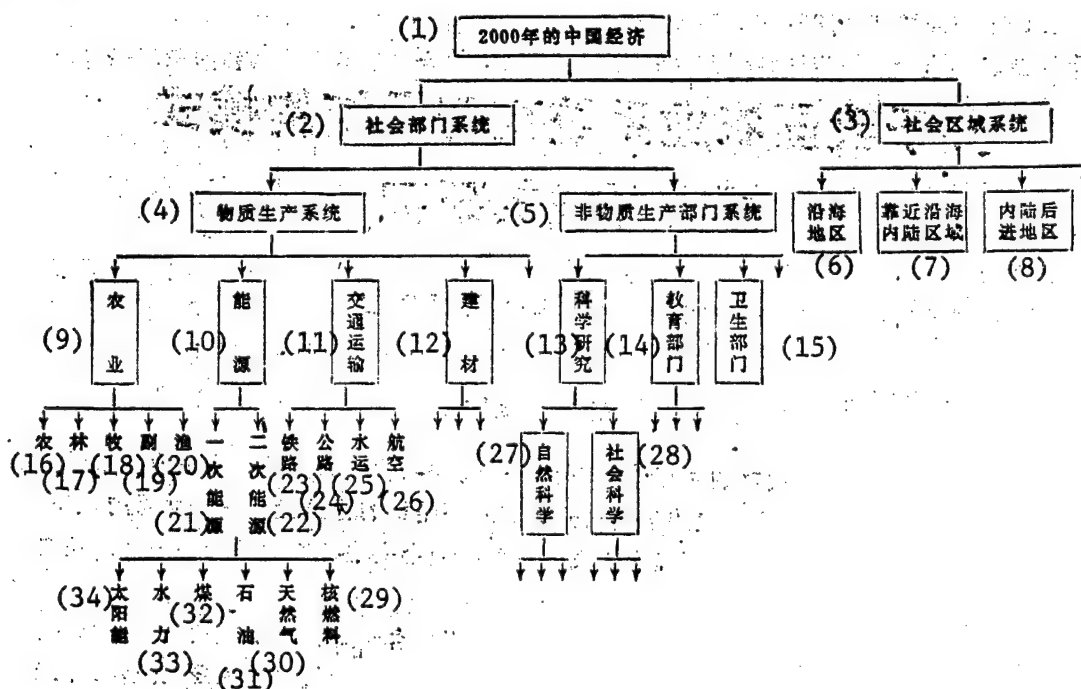 (1) 2000年的中国经济
(2) 社会部门系统
(3) 社会区域系统
(4) 物质生产系统
(5) 非物质生产部门系统
沿海地区
靠近沿海内陆区域
内陆后进地区
(6) (7) (8)
农业
能源
交通运输
建材
科学研究
教育部门
卫生部门
(9) (10) (11) (12) (13) (14) (15)
农 林 牧 副 渔
一次能源
二次能源
铁路
公路
水运
航空
(16) (17) (18) (19) (20)
(21) (22) (23) (24) (25) (26)
(27) 自然科学
社会科学 (28)
(34) 太阳能
水力
煤
石油
天然气
核燃料 (29)
(32) (33) (30) (31)